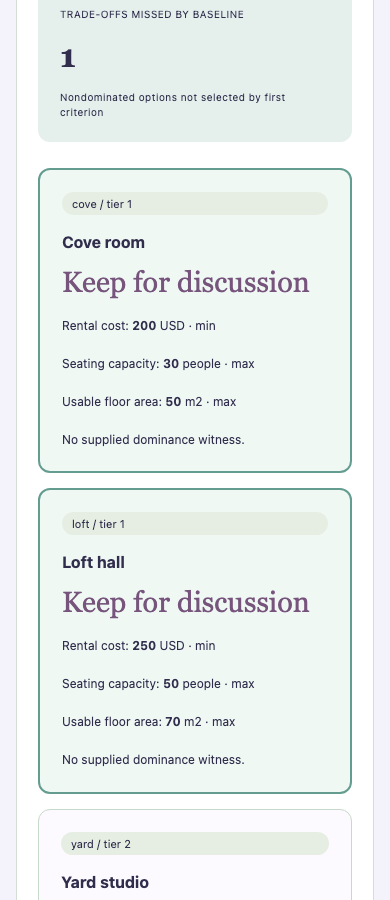 TRADE-OFFS MISSED BY BASELINE
1
Nondominated options not selected by first
criterion
cove / tier 1
Cove room
Keep for discussion
Rental cost: 200 USD · min
Seating capacity: 30 people · max
Usable floor area: 50 m2 · max
No supplied dominance witness.
loft / tier 1
Loft hall
Keep for discussion
Rental cost: 250 USD · min
Seating capacity: 50 people · max
Usable floor area: 70 m2 · max
No supplied dominance witness.
yard / tier 2
Yard studio